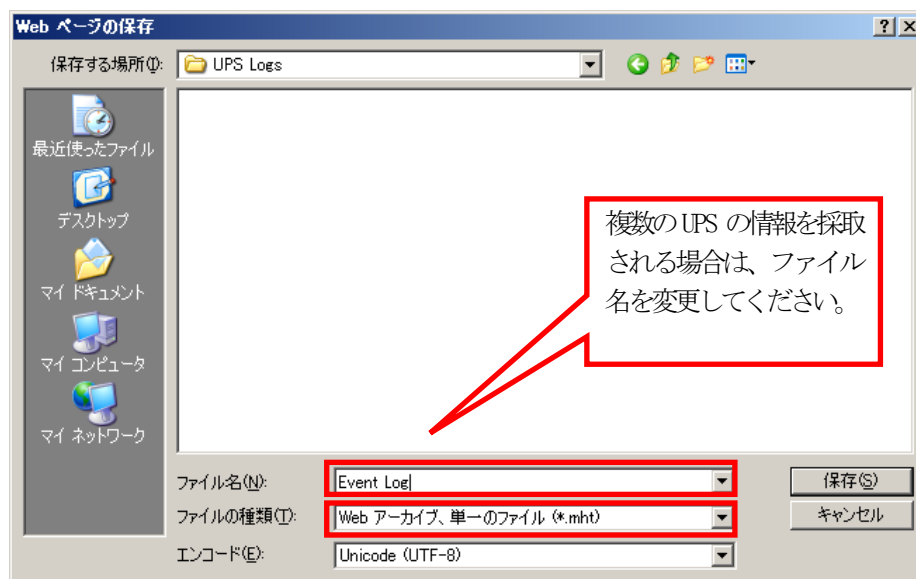 Web ページの保存
保存する場所(I):
UPS Logs
最近使ったファイル
デスクトップ
マイ ドキュメント
マイ コンピュータ
マイ ネットワーク
複数の UPS の情報を採取
される場合は、ファイル
名を変更してください。
ファイル名(N):
Event Log
保存(S)
ファイルの種類(T):
Web アーカイブ、単一のファイル (*.mht)
キャンセル
エンコード(E):
Unicode (UTF-8)